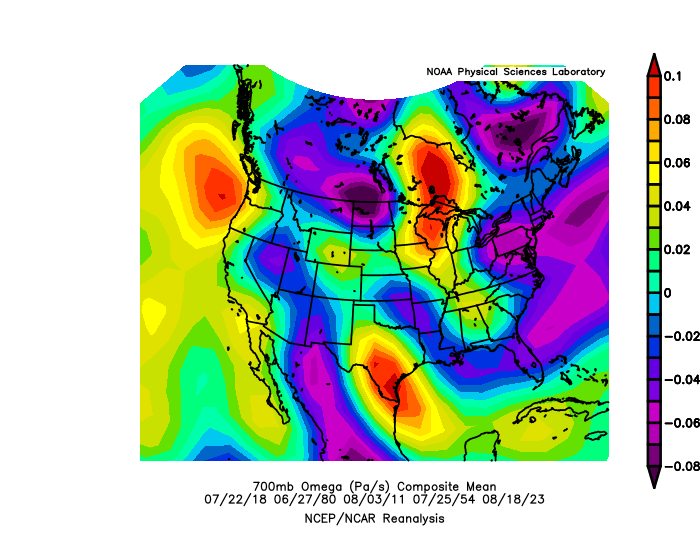 NOAA Physical Sciences Laboratory
0.1
0.08
0.06
0.04
0.02
0
−0.02
−0.04
−0.06
−0.08
700mb Omega (Pa/s) Composite Mean
07/22/18 06/27/80 08/03/11 07/25/54 08/18/23
NCEP/NCAR Reanalysis